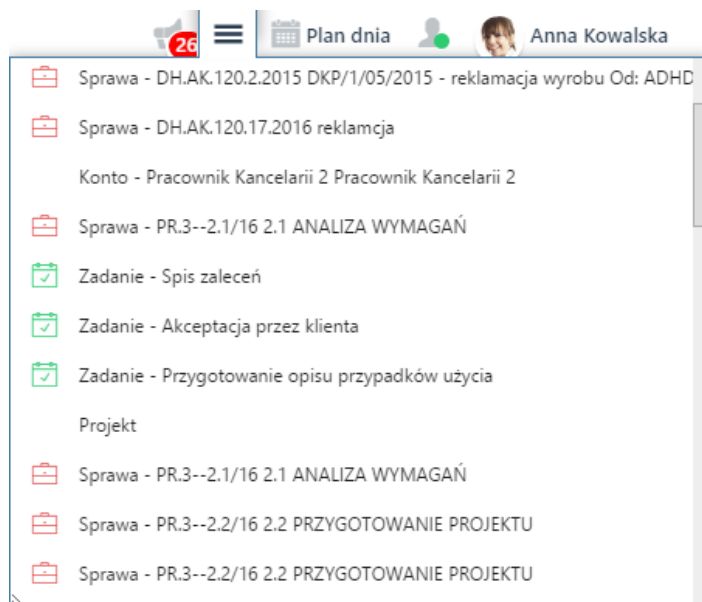 26
Plan dnia
Anna Kowalska
Sprawa - DH.AK.120.2.2015 DKP/1/05/2015 - reklamacja wyrobu Od: ADHD
Sprawa - DH.AK.120.17.2016 reklamcja
Konto - Pracownik Kancelarii 2 Pracownik Kancelarii 2
Sprawa - PR.3--2.1/16 2.1 ANALIZA WYMAGAŃ
Zadanie - Spis zaleceń
Zadanie - Akceptacja przez klienta
Zadanie - Przygotowanie opisu przypadków użycia
Projekt
Sprawa - PR.3--2.1/16 2.1 ANALIZA WYMAGAŃ
Sprawa - PR.3--2.2/16 2.2 PRZYGOTOWANIE PROJEKTU
Sprawa - PR.3--2.2/16 2.2 PRZYGOTOWANIE PROJEKTU